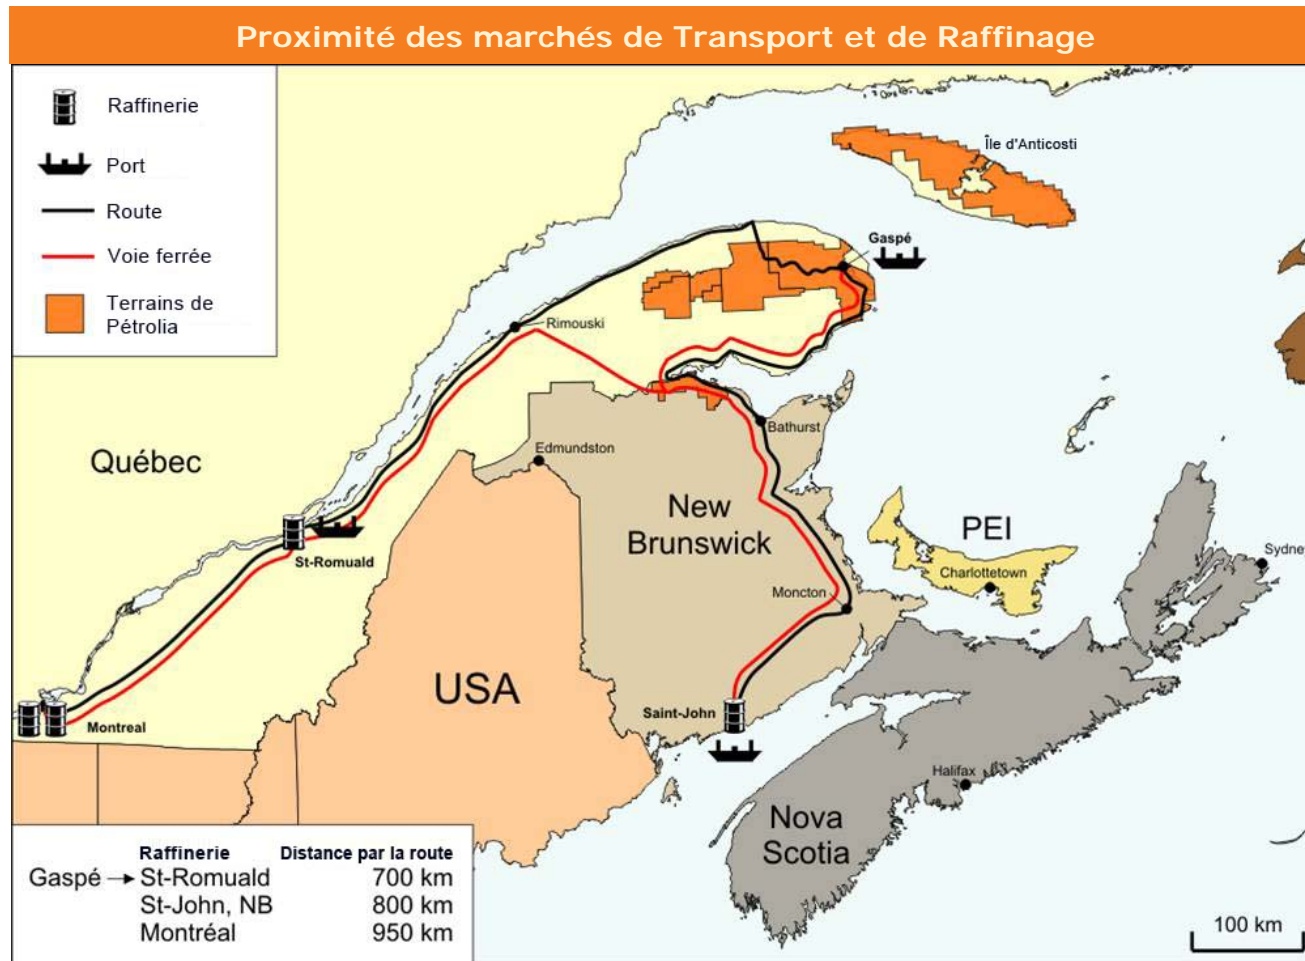 Proximité des marchés de Transport et de Raffinage
Raffinerie
Port
Route
Voie ferrée
Terrains de
Pétrolia
Île d'Anticosti
Gaspé
Rimouski
Bathurst
Edmundston
Québec
New
Brunswick
PEI
Charlottetown
Sydney
St-Romuald
Moncton
USA
Saint-John
Montreal
Halifax
Nova
Scotia
Raffinerie Distance par la route
Gaspé → St-Romuald 700 km
St-John, NB 800 km
Montréal 950 km
100 km